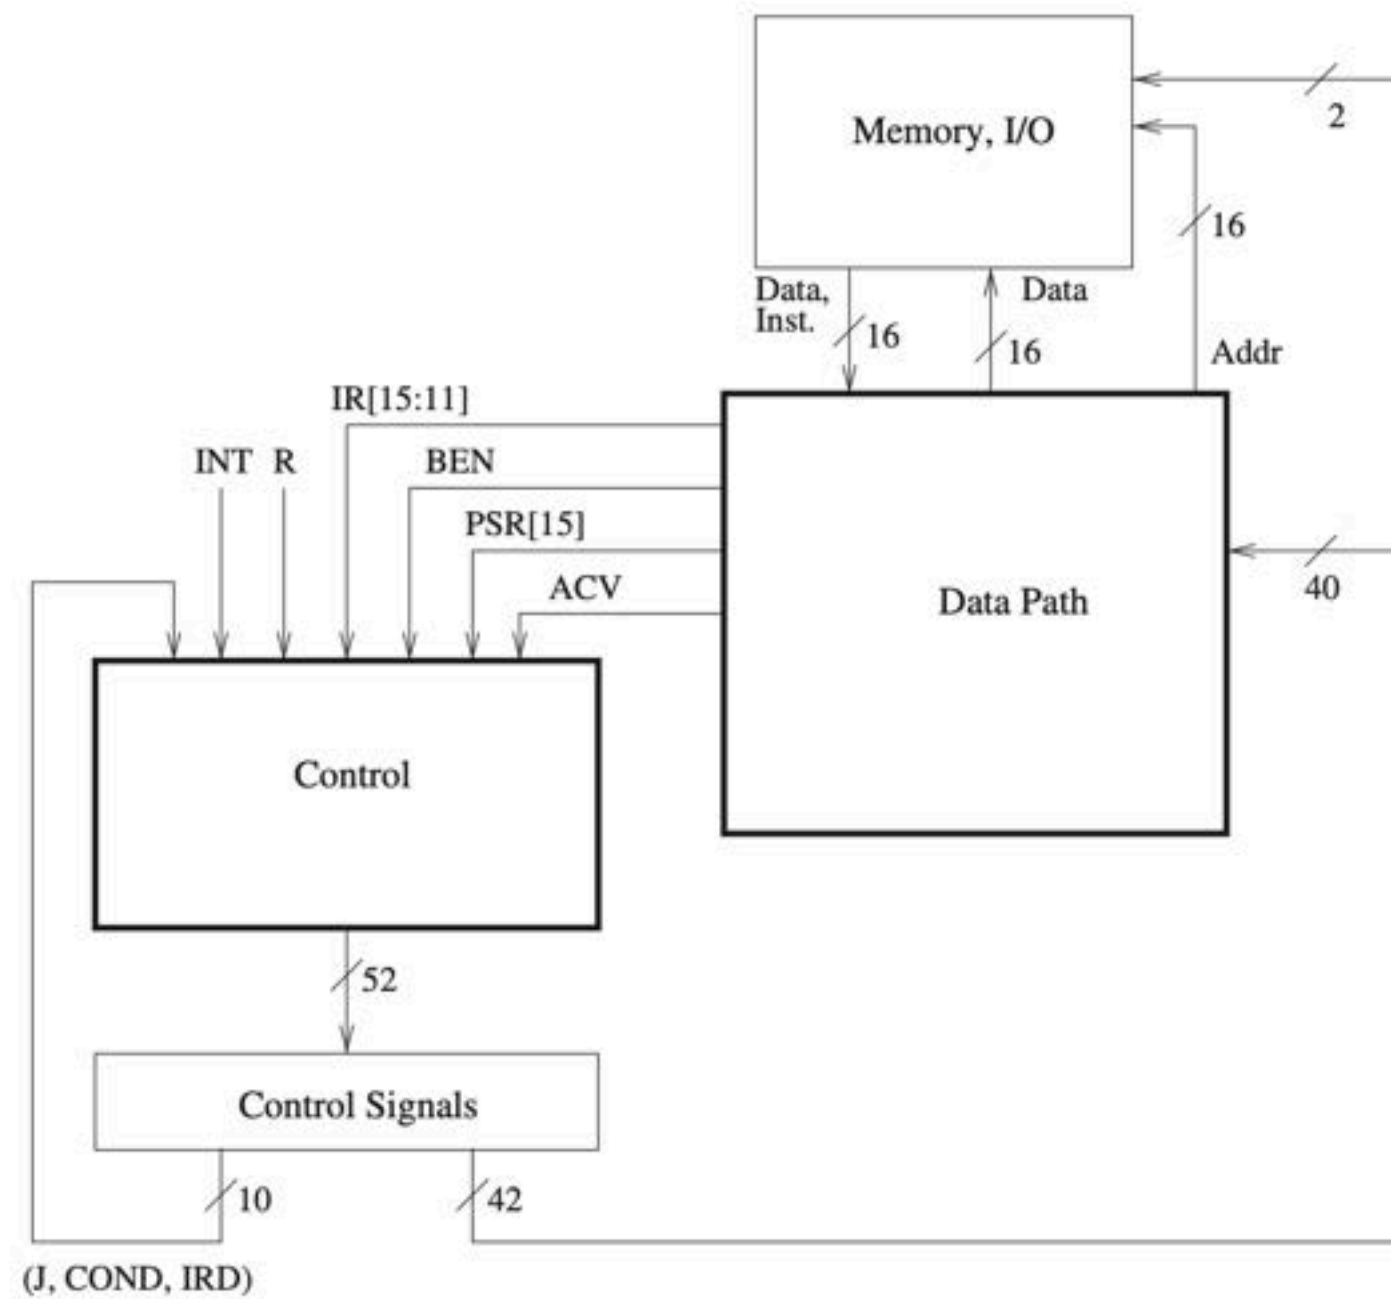 Memory, I/O
2
16
Data,
Inst.
16
Data
16
Addr
IR[15:11]
INT R
BEN
PSR[15]
ACV
40
Data Path
Control
52
Control Signals
10
42
(J, COND, IRD)